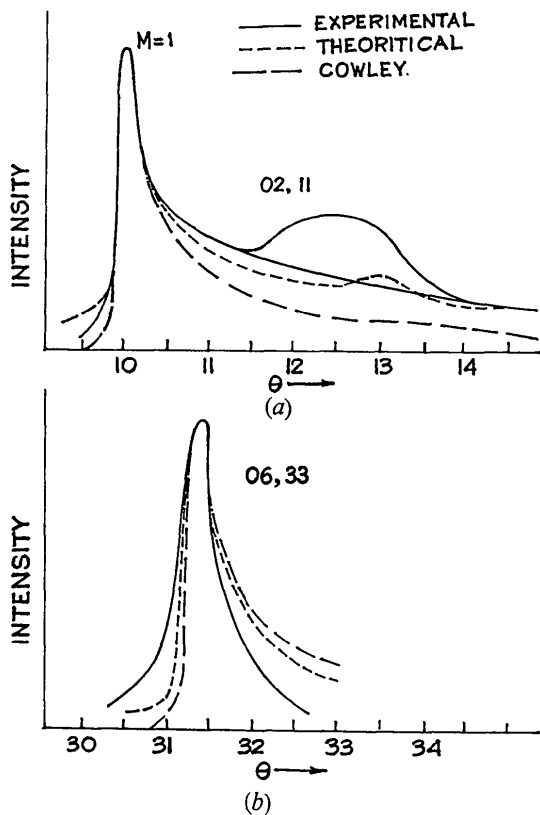 M=1
EXPERIMENTAL
THEORITICAL
COWLEY.
02, 11
INTENSITY
10 11 12 13 14
θ
(a)
06, 33
INTENSITY
30 31 32 33 34
θ
(b)